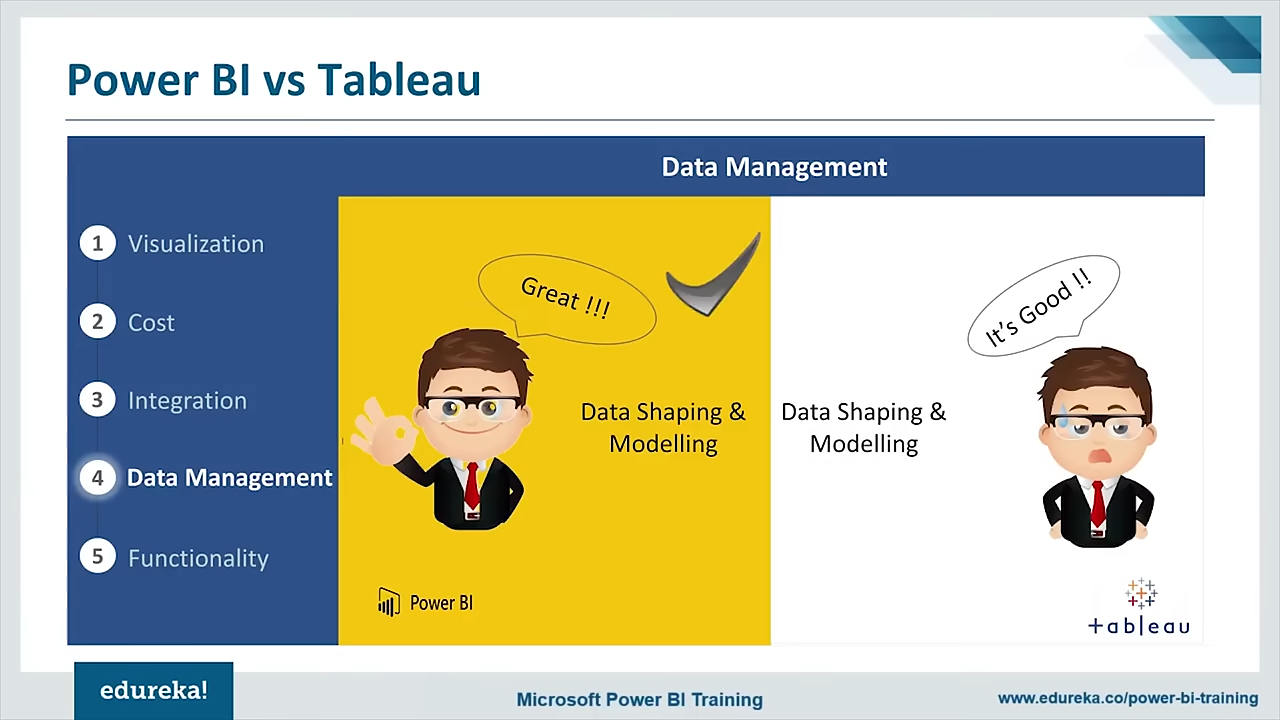 Power BI vs Tableau
Data Management
1 Visualization
2 Cost
3 Integration
4 Data Management
5 Functionality
Great !!!
Data Shaping &
Modelling
Power BI
It's Good !!
Data Shaping &
Modelling
+ableau
edureka!
Microsoft Power BI Training
www.edureka.co/power-bi-training